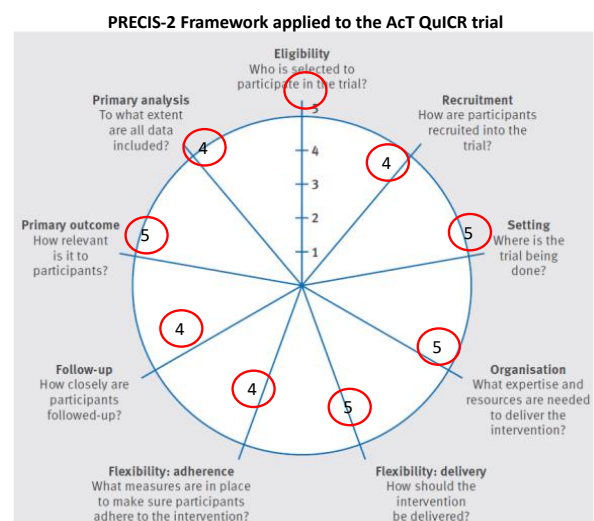 PRECIS-2 Framework applied to the AcT QuICR trial
Eligibility
Who is selected to
participate in the trial?
5
4
3
2
1
Recruitment
How are participants
recruited into the
trial?
4
Setting
Where is the
trial being
done?
5
Organisation
What expertise and
resources are needed
to deliver the
intervention?
5
Flexibility: delivery
How should the
intervention
be delivered?
5
Flexibility: adherence
What measures are in place
to make sure participants
adhere to the intervention?
4
Follow-up
How closely are
participants
followed-up?
4
Primary outcome
How relevant
is it to
participants?
5
Primary analysis
To what extent
are all data
included?
4